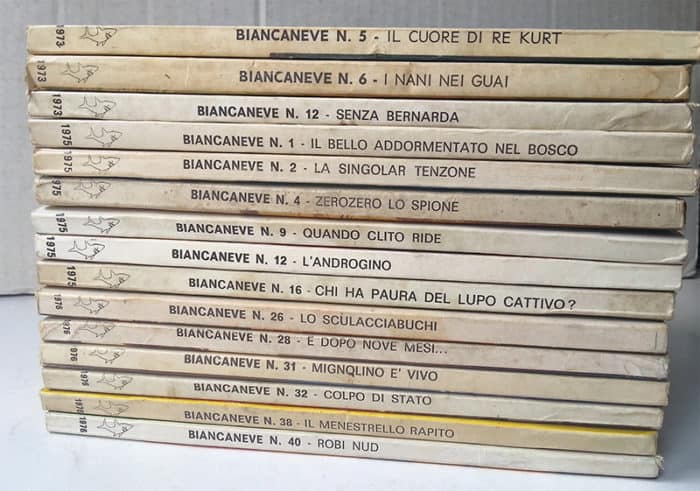 1973 BIANCANEVE N. 5 - IL CUORE DI RE KURT
1973 BIANCANEVE N. 6 - I NANI NEI GUAI
1973 BIANCANEVE N. 12 - SENZA BERNARDA
1975 BIANCANEVE N. 1 - IL BELLO ADDORMENTATO NEL BOSCO
1975 BIANCANEVE N. 2 - LA SINGOLAR TENZONE
975 BIANCANEVE N. 4 - ZEROZERO LO SPIONE
1975 BIANCANEVE N. 9 - QUANDO CLITO RIDE
1975 BIANCANEVE N. 12 - L'ANDROGINO
1975 BIANCANEVE N. 16 - CHI HA PAURA DEL LUPO CATTIVO?
1976 BIANCANEVE N. 26 - LO SCULACCIABUCHI
1976 BIANCANEVE N. 28 - E DOPO NOVE MESI...
976 BIANCANEVE N. 31 - MIGNOLINO E' VIVO
1976 BIANCANEVE N. 32 - COLPO DI STATO
1976 BIANCANEVE N. 38 - IL MENESTRELLO RAPITO
1976 BIANCANEVE N. 40 - ROBI NUD